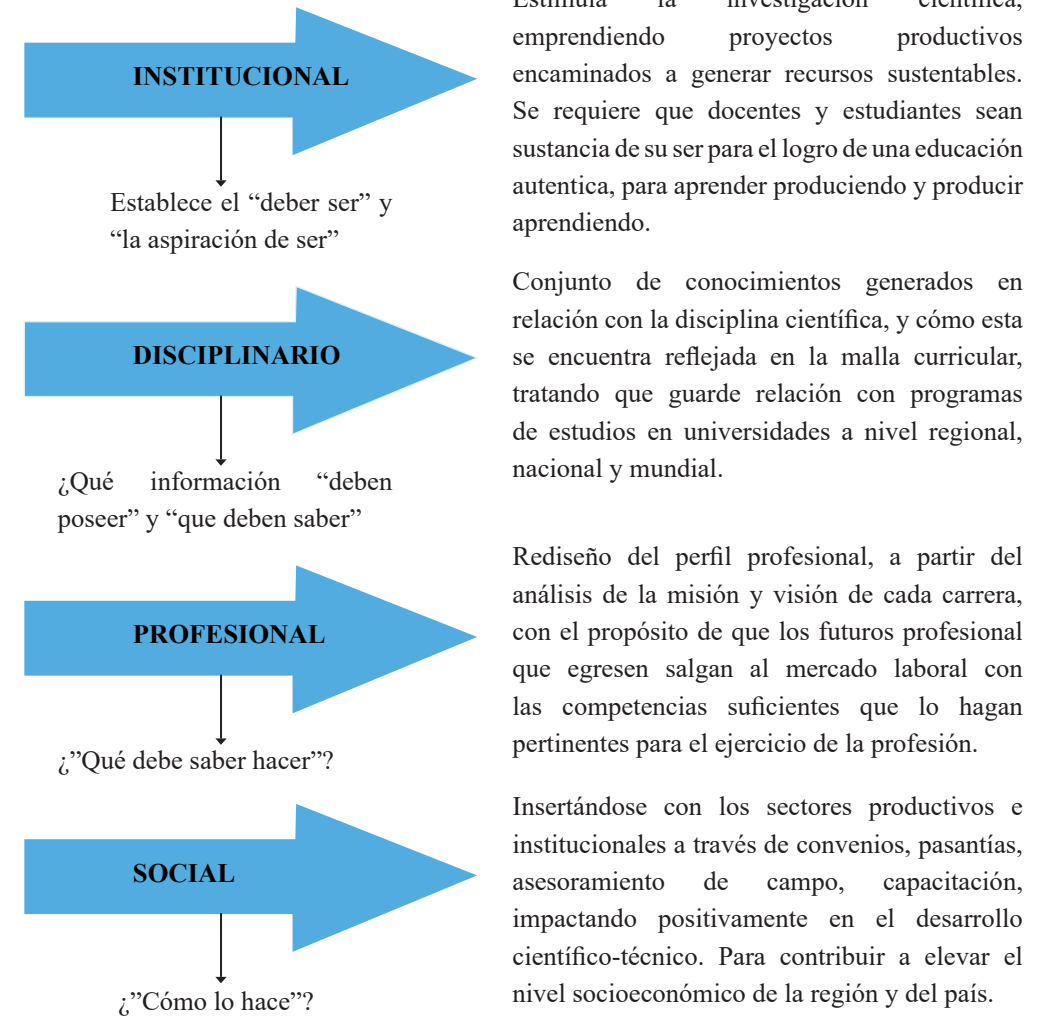 Estimula la investigación científica,
emprendiendo proyectos productivos
encaminados a generar recursos sustentables.
Se requiere que docentes y estudiantes sean
sustancia de su ser para el logro de una educación
autentica, para aprender produciendo y producir
aprendiendo.
INSTITUCIONAL
Establece el “deber ser” y
“la aspiración de ser”
Conjunto de conocimientos generados en
relación con la disciplina científica, y cómo esta
se encuentra reflejada en la malla curricular,
tratando que guarde relación con programas
de estudios en universidades a nivel regional,
nacional y mundial.
DISCIPLINARIO
¿Qué información “deben
poseer” y “que deben saber”
Rediseño del perfil profesional, a partir del
análisis de la misión y visión de cada carrera,
con el propósito de que los futuros profesional
que egresen salgan al mercado laboral con
las competencias suficientes que lo hagan
pertinentes para el ejercicio de la profesión.
PROFESIONAL
¿”Qué debe saber hacer”?
Insertándose con los sectores productivos e
institucionales a través de convenios, pasantías,
asesoramiento de campo, capacitación,
impactando positivamente en el desarrollo
científico-técnico. Para contribuir a elevar el
nivel socioeconómico de la región y del país.
SOCIAL
¿”Cómo lo hace”?